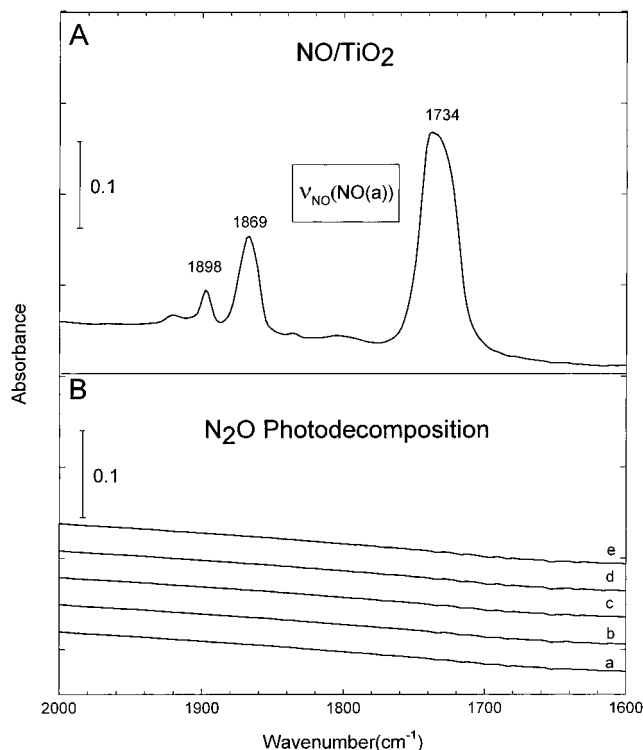 A
NO/TiO2
1734
0.1
νNO(NO(a))
1869
1898
Absorbance
B
N2O Photodecomposition
0.1
e
d
c
b
a
2000 1900 1800 1700 1600
Wavenumber(cm-1)